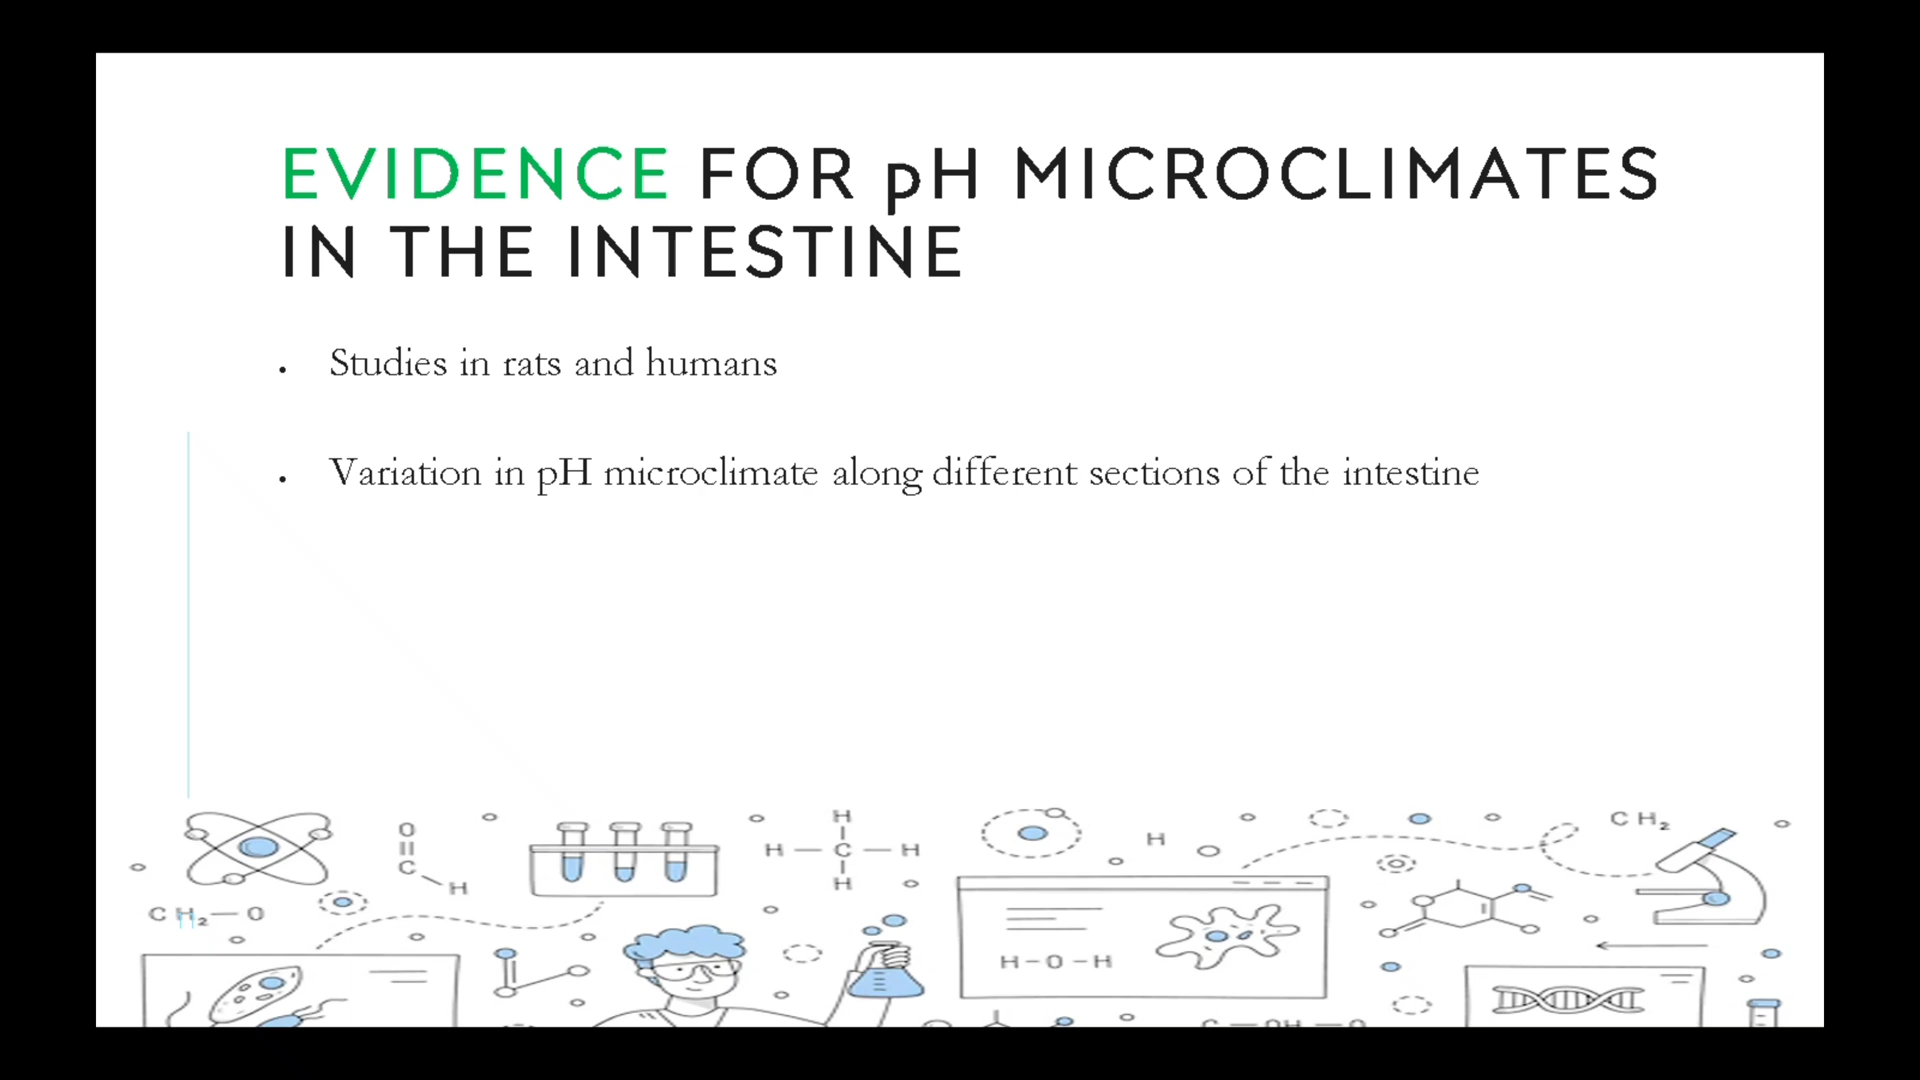 EVIDENCE FOR pH MICROCLIMATES
IN THE INTESTINE
• Studies in rats and humans
• Variation in pH microclimate along different sections of the intestine
H
O
C
H
H — C — H
H
H
CH₂
CH₂—O
H-O-H